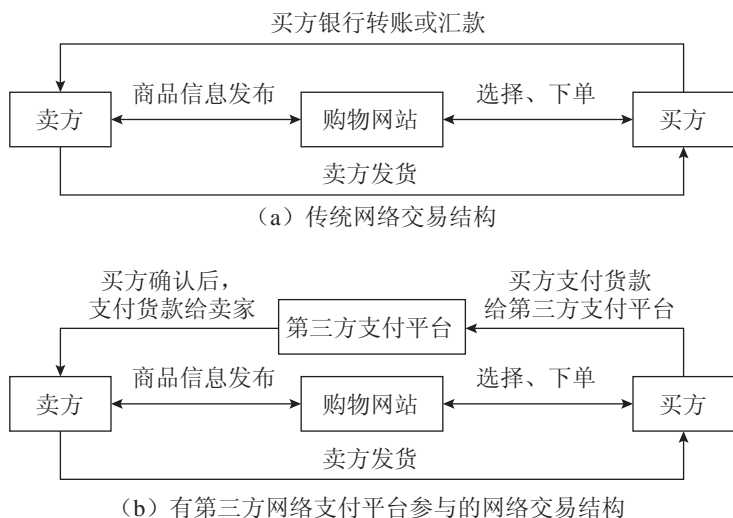 买方银行转账或汇款
商品信息发布
选择、下单
卖方
购物网站
买方
卖方发货
（a）传统网络交易结构
买方确认后，
支付货款给卖家
买方支付货款
给第三方支付平台
第三方支付平台
商品信息发布
选择、下单
卖方
购物网站
买方
卖方发货
（b）有第三方网络支付平台参与的网络交易结构